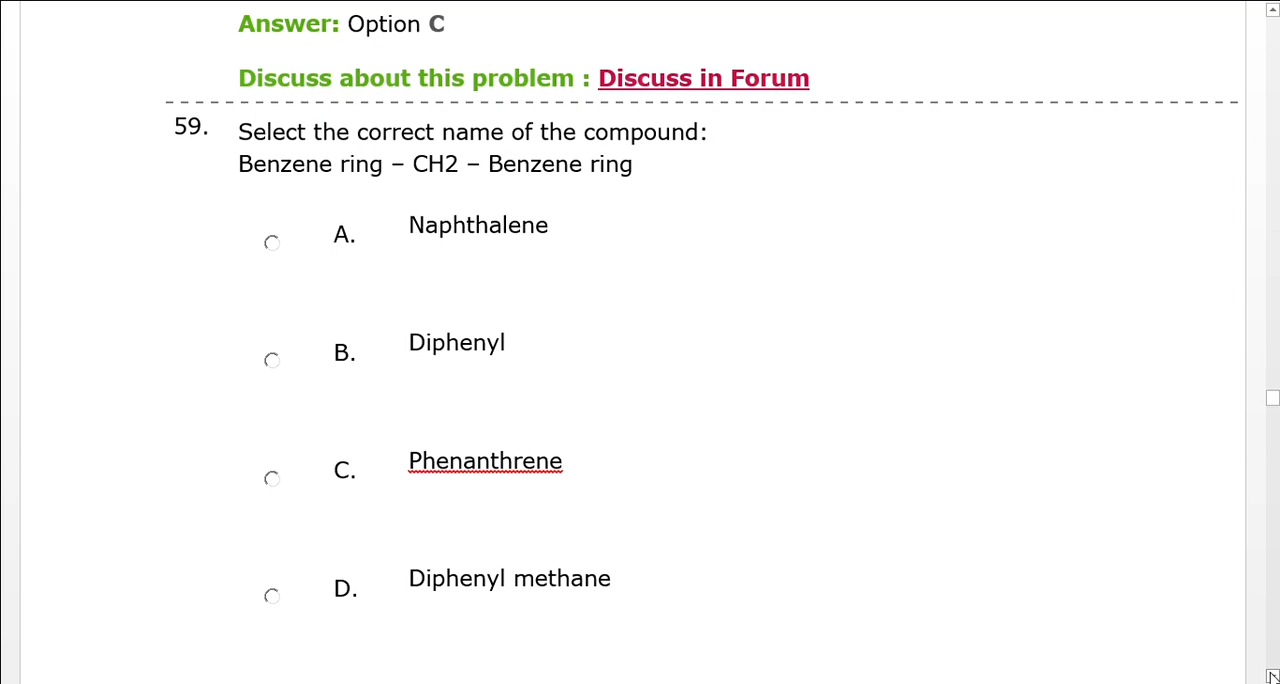 Answer: Option C
Discuss about this problem : Discuss in Forum
59.
Select the correct name of the compound:
Benzene ring – CH2 – Benzene ring
A. Naphthalene
B. Diphenyl
C. Phenanthrene
D. Diphenyl methane